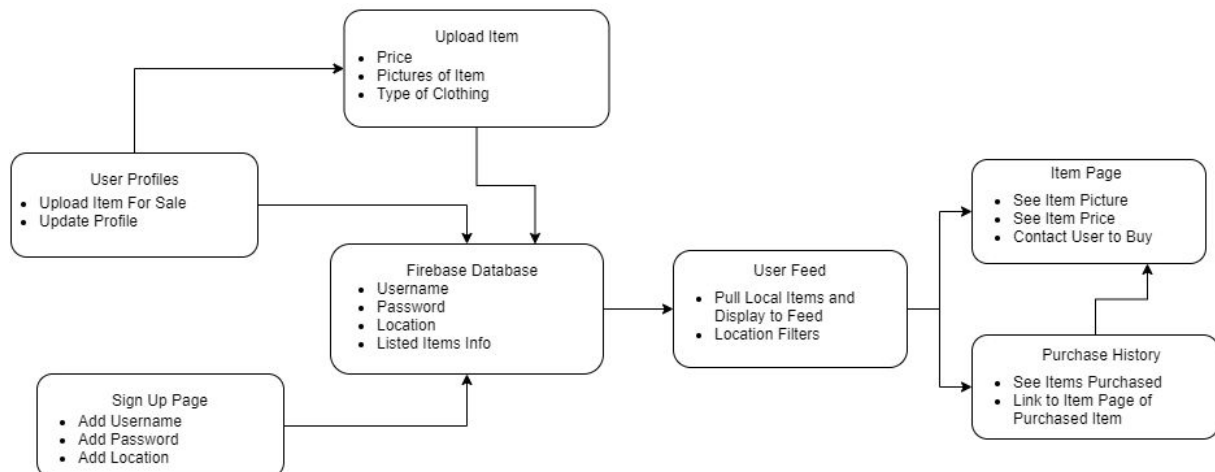 Upload Item
• Price
• Pictures of Item
• Type of Clothing
User Profiles
• Upload Item For Sale
• Update Profile
Firebase Database
• Username
• Password
• Location
• Listed Items Info
Sign Up Page
• Add Username
• Add Password
• Add Location
User Feed
• Pull Local Items and
Display to Feed
• Location Filters
Item Page
• See Item Picture
• See Item Price
• Contact User to Buy
Purchase History
• See Items Purchased
• Link to Item Page of
Purchased Item